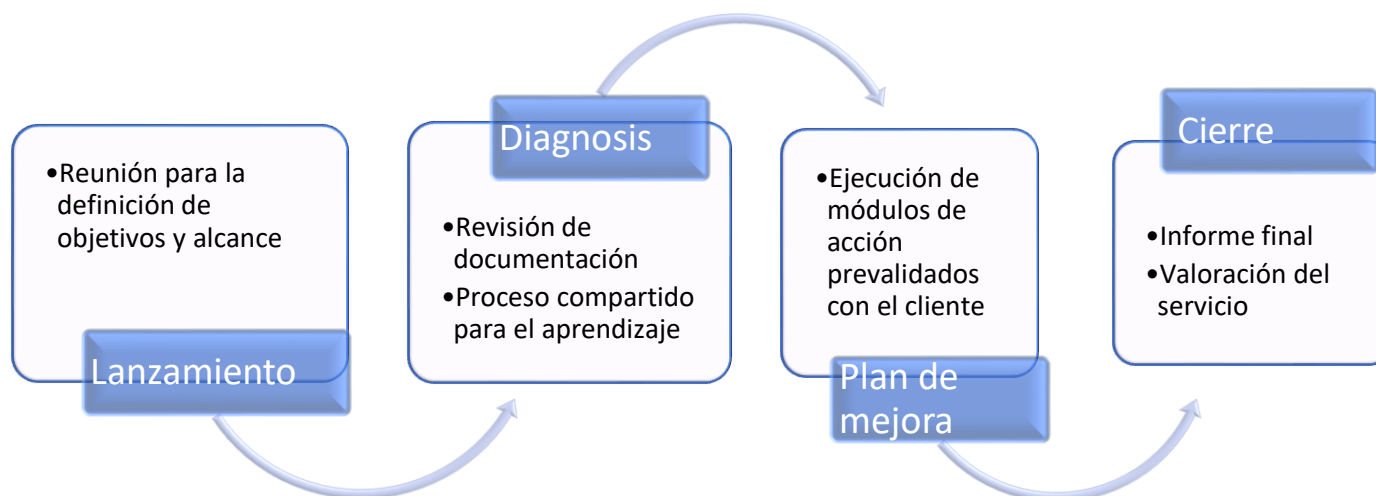 •Reunión para la
definición de
objetivos y alcance
Lanzamiento
Diagnosis
•Revisión de
documentación
•Proceso compartido
para el aprendizaje
•Ejecución de
módulos de
acción
prevalidados
con el cliente
Plan de
mejora
Cierre
•Informe final
•Valoración del
servicio